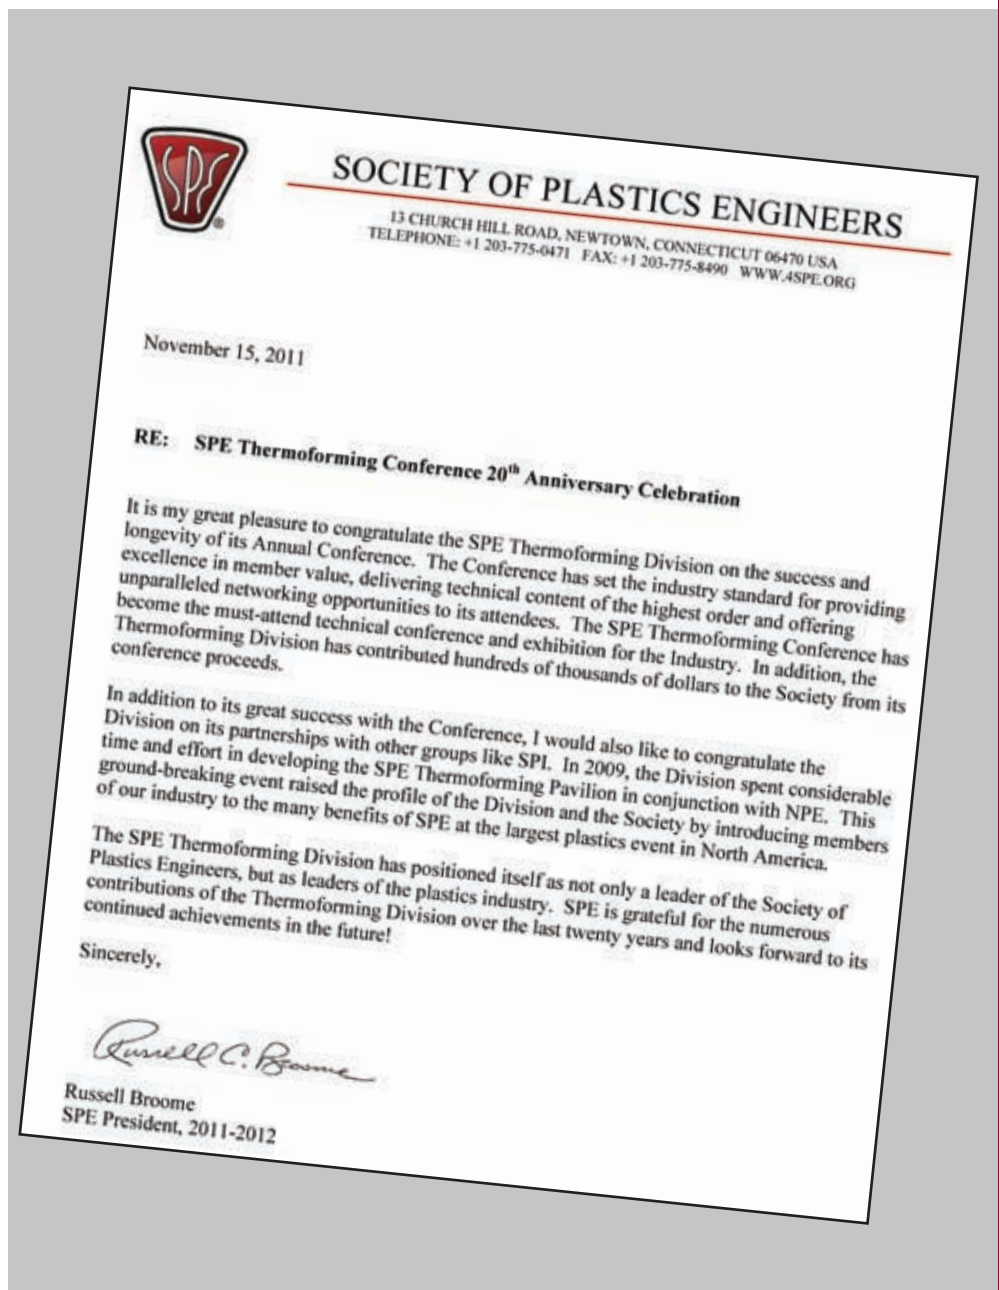 SPE
®
SOCIETY OF PLASTICS ENGINEERS
13 CHURCH HILL ROAD, NEWTOWN, CONNECTICUT 06470 USA
TELEPHONE: +1 203-775-0471 FAX: +1 203-775-8490 WWW.4SPE.ORG
November 15, 2011
RE: SPE Thermoforming Conference 20th Anniversary Celebration
It is my great pleasure to congratulate the SPE Thermoforming Division on the success and
longevity of its Annual Conference. The Conference has set the industry standard for providing
excellence in member value, delivering technical content of the highest order and offering
unparalleled networking opportunities to its attendees. The SPE Thermoforming Conference has
become the must-attend technical conference and exhibition for the Industry. In addition, the
Thermoforming Division has contributed hundreds of thousands of dollars to the Society from its
conference proceeds.
In addition to its great success with the Conference, I would also like to congratulate the
Division on its partnerships with other groups like SPI. In 2009, the Division spent considerable
time and effort in developing the SPE Thermoforming Pavilion in conjunction with NPE. This
ground-breaking event raised the profile of the Division and the Society by introducing members
of our industry to the many benefits of SPE at the largest plastics event in North America.
The SPE Thermoforming Division has positioned itself as not only a leader of the Society of
Plastics Engineers, but as leaders of the plastics industry. SPE is grateful for the numerous
contributions of the Thermoforming Division over the last twenty years and looks forward to its
continued achievements in the future!
Sincerely,
Russell C. Broome
Russell Broome
SPE President, 2011-2012